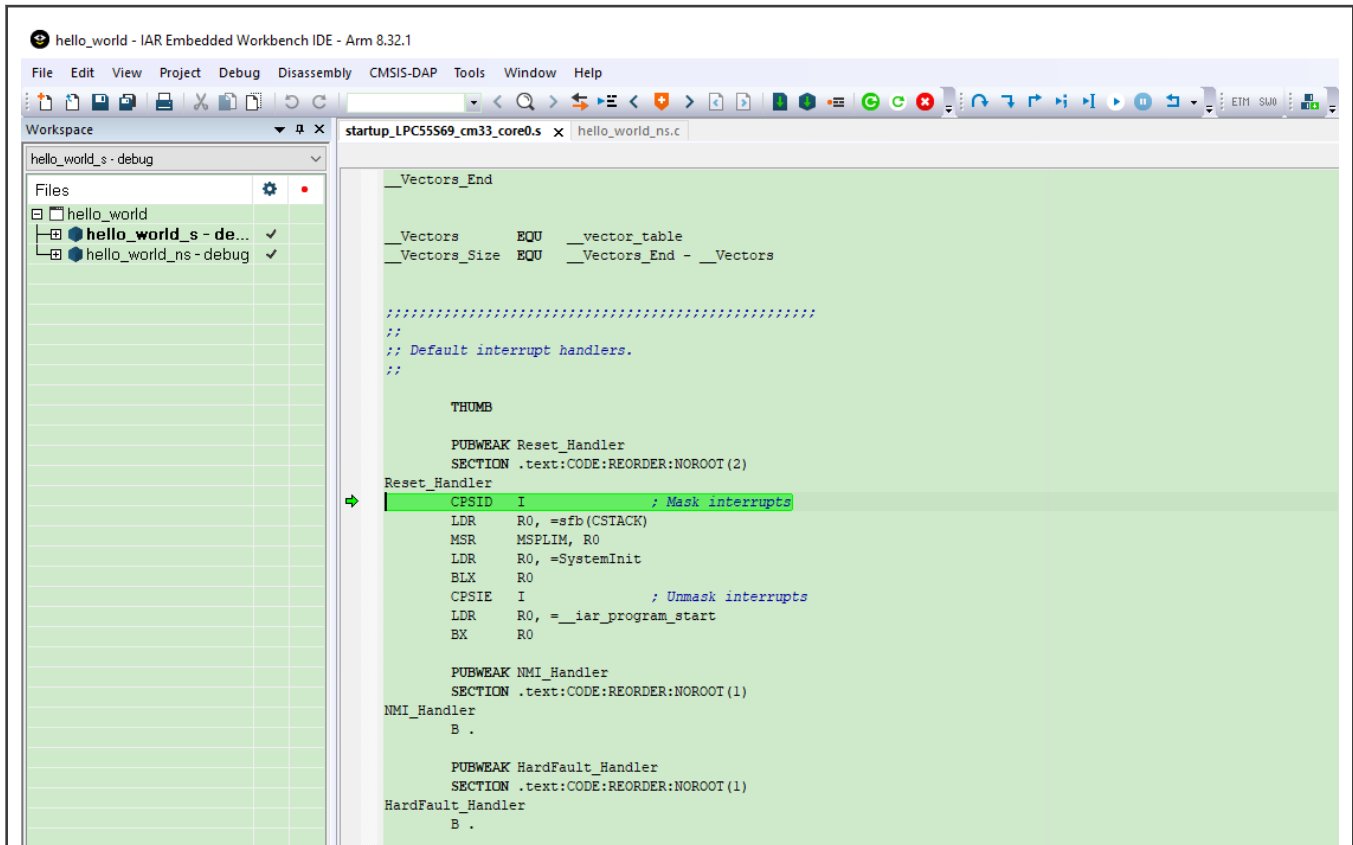 hello_world - IAR Embedded Workbench IDE - Arm 8.32.1
File Edit View Project Debug Disassembly CMSIS-DAP Tools Window Help
ETM SWO
Workspace
startup_LPC55S69_cm33_core0.s x hello_world_ns.c
hello_world_s - debug
Files
hello_world
hello_world_s - de...
hello_world_ns - debug
__Vectors_End
__Vectors EQU __vector_table
__Vectors_Size EQU __Vectors_End - __Vectors
;;;;;;;;;;;;;;;;;;;;;;;;;;;;;;;;;;;;;;;;;;;;;;;;;;;;
;;
;; Default interrupt handlers.
;;
THUMB
PUBWEAK Reset_Handler
SECTION .text:CODE:REORDER:NOROOT(2)
Reset_Handler
CPSID I ; Mask interrupts
LDR R0, =sfb(CSTACK)
MSR MSPLIM, R0
LDR R0, =SystemInit
BLX R0
CPSIE I ; Unmask interrupts
LDR R0, =__iar_program_start
BX R0
PUBWEAK NMI_Handler
SECTION .text:CODE:REORDER:NOROOT(1)
NMI_Handler
B .
PUBWEAK HardFault_Handler
SECTION .text:CODE:REORDER:NOROOT(1)
HardFault_Handler
B .